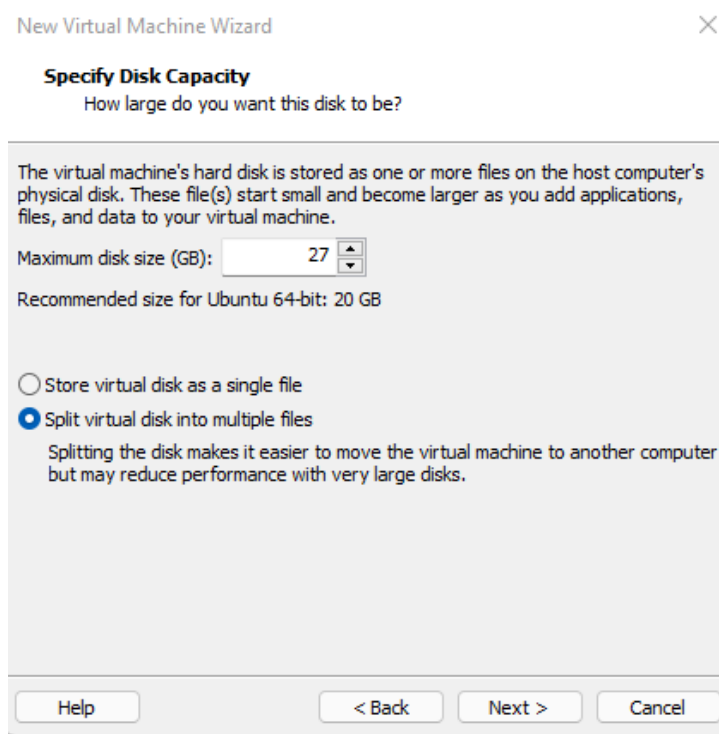 New Virtual Machine Wizard
Specify Disk Capacity
How large do you want this disk to be?
The virtual machine's hard disk is stored as one or more files on the host computer's
physical disk. These file(s) start small and become larger as you add applications,
files, and data to your virtual machine.
Maximum disk size (GB): 27
Recommended size for Ubuntu 64-bit: 20 GB
Store virtual disk as a single file
Split virtual disk into multiple files
Splitting the disk makes it easier to move the virtual machine to another computer
but may reduce performance with very large disks.
Help < Back Next > Cancel